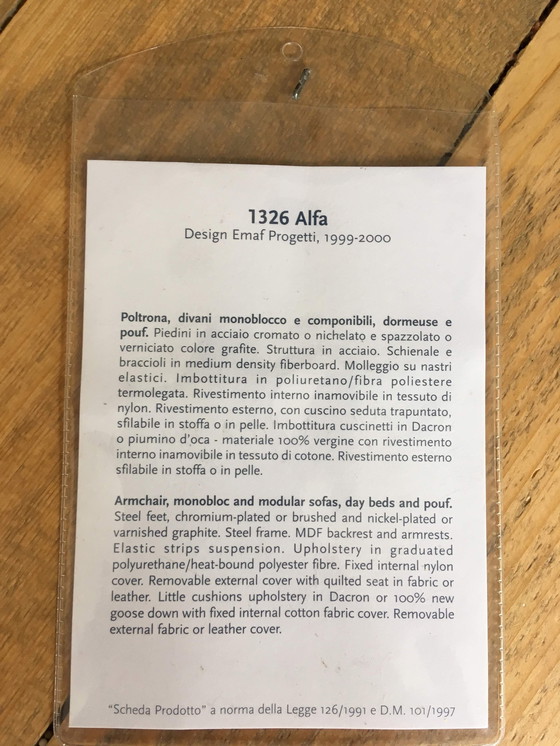 1326 Alfa
Design Emaf Progetti, 1999-2000
Poltrona, divani monoblocco e componibili, dormeuse e
pouf. Piedini in acciaio cromato o nichelato e spazzolato o
verniciato colore grafite. Struttura in acciaio. Schienale e
braccioli in medium density fiberboard. Molleggio su nastri
elastici. Imbottitura in poliuretano/fibra poliestere
termolegata. Rivestimento interno inamovibile in tessuto di
nylon. Rivestimento esterno, con cuscino seduta trapuntato,
sfilabile in stoffa o in pelle. Imbottitura cuscinetti in Dacron
o piumino d'oca - materiale 100% vergine con rivestimento
interno inamovibile in tessuto di cotone. Rivestimento esterno
sfilabile in stoffa o in pelle.
Armchair, monobloc and modular sofas, day beds and pouf.
Steel feet, chromium-plated or brushed and nickel-plated or
varnished graphite. Steel frame. MDF backrest and armrests.
Elastic strips suspension. Upholstery in graduated
polyurethane/heat-bound polyester fibre. Fixed internal nylon
cover. Removable external cover with quilted seat in fabric or
leather. Little cushions upholstery in Dacron or 100% new
goose down with fixed internal cotton fabric cover. Removable
external fabric or leather cover.
"Scheda Prodotto" a norma della Legge 126/1991 e D.M. 101/1997